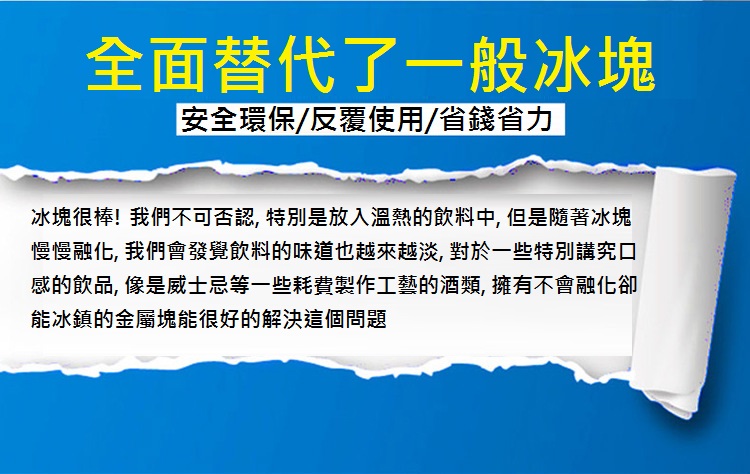 全面替代了一般冰塊
安全環保/反覆使用/省錢省力
冰塊很棒! 我們不可否認, 特別是放入溫熱的飲料中, 但是隨著冰塊
慢慢融化, 我們會發覺飲料的味道也越來越淡, 對於一些特別講究口
感的飲品, 像是威士忌等一些耗費製作工藝的酒類, 擁有不會融化卻
能冰鎮的金屬塊能很好的解決這個問題